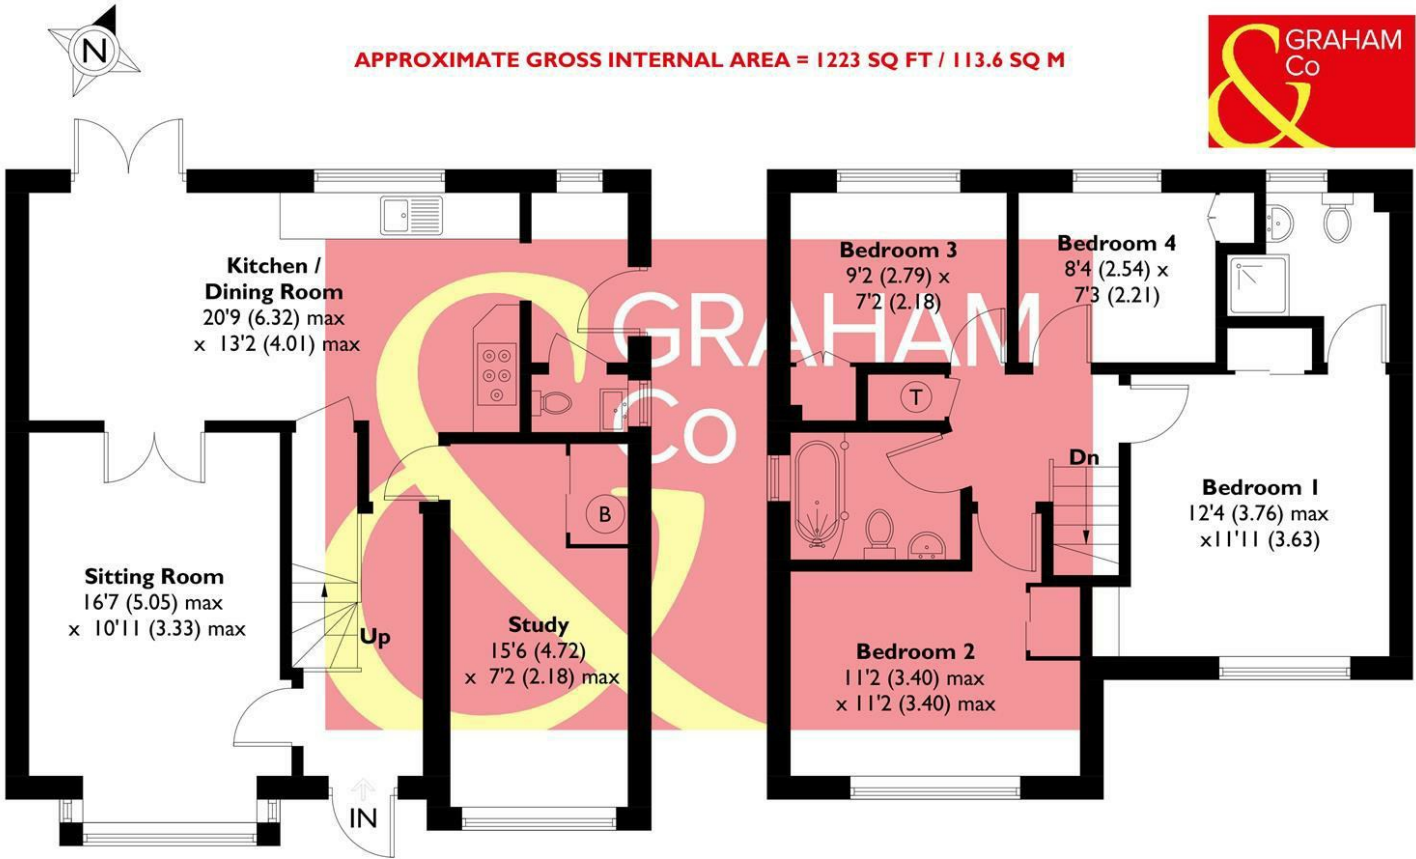 N
APPROXIMATE GROSS INTERNAL AREA = 1223 SQ FT / 113.6 SQ M
& GRAHAM
Co
Kitchen /
Dining Room
20'9 (6.32) max
x 13'2 (4.01) max
Sitting Room
16'7 (5.05) max
x 10'11 (3.33) max
Up
IN
B
Study
15'6 (4.72)
x 7'2 (2.18) max
& GRAHAM
Co
Bedroom 3
9'2 (2.79) x
7'2 (2.18)
Bedroom 4
8'4 (2.54) x
7'3 (2.21)
T
Dn
Bedroom 1
12'4 (3.76) max
x11'11 (3.63)
Bedroom 2
11'2 (3.40) max
x 11'2 (3.40) max